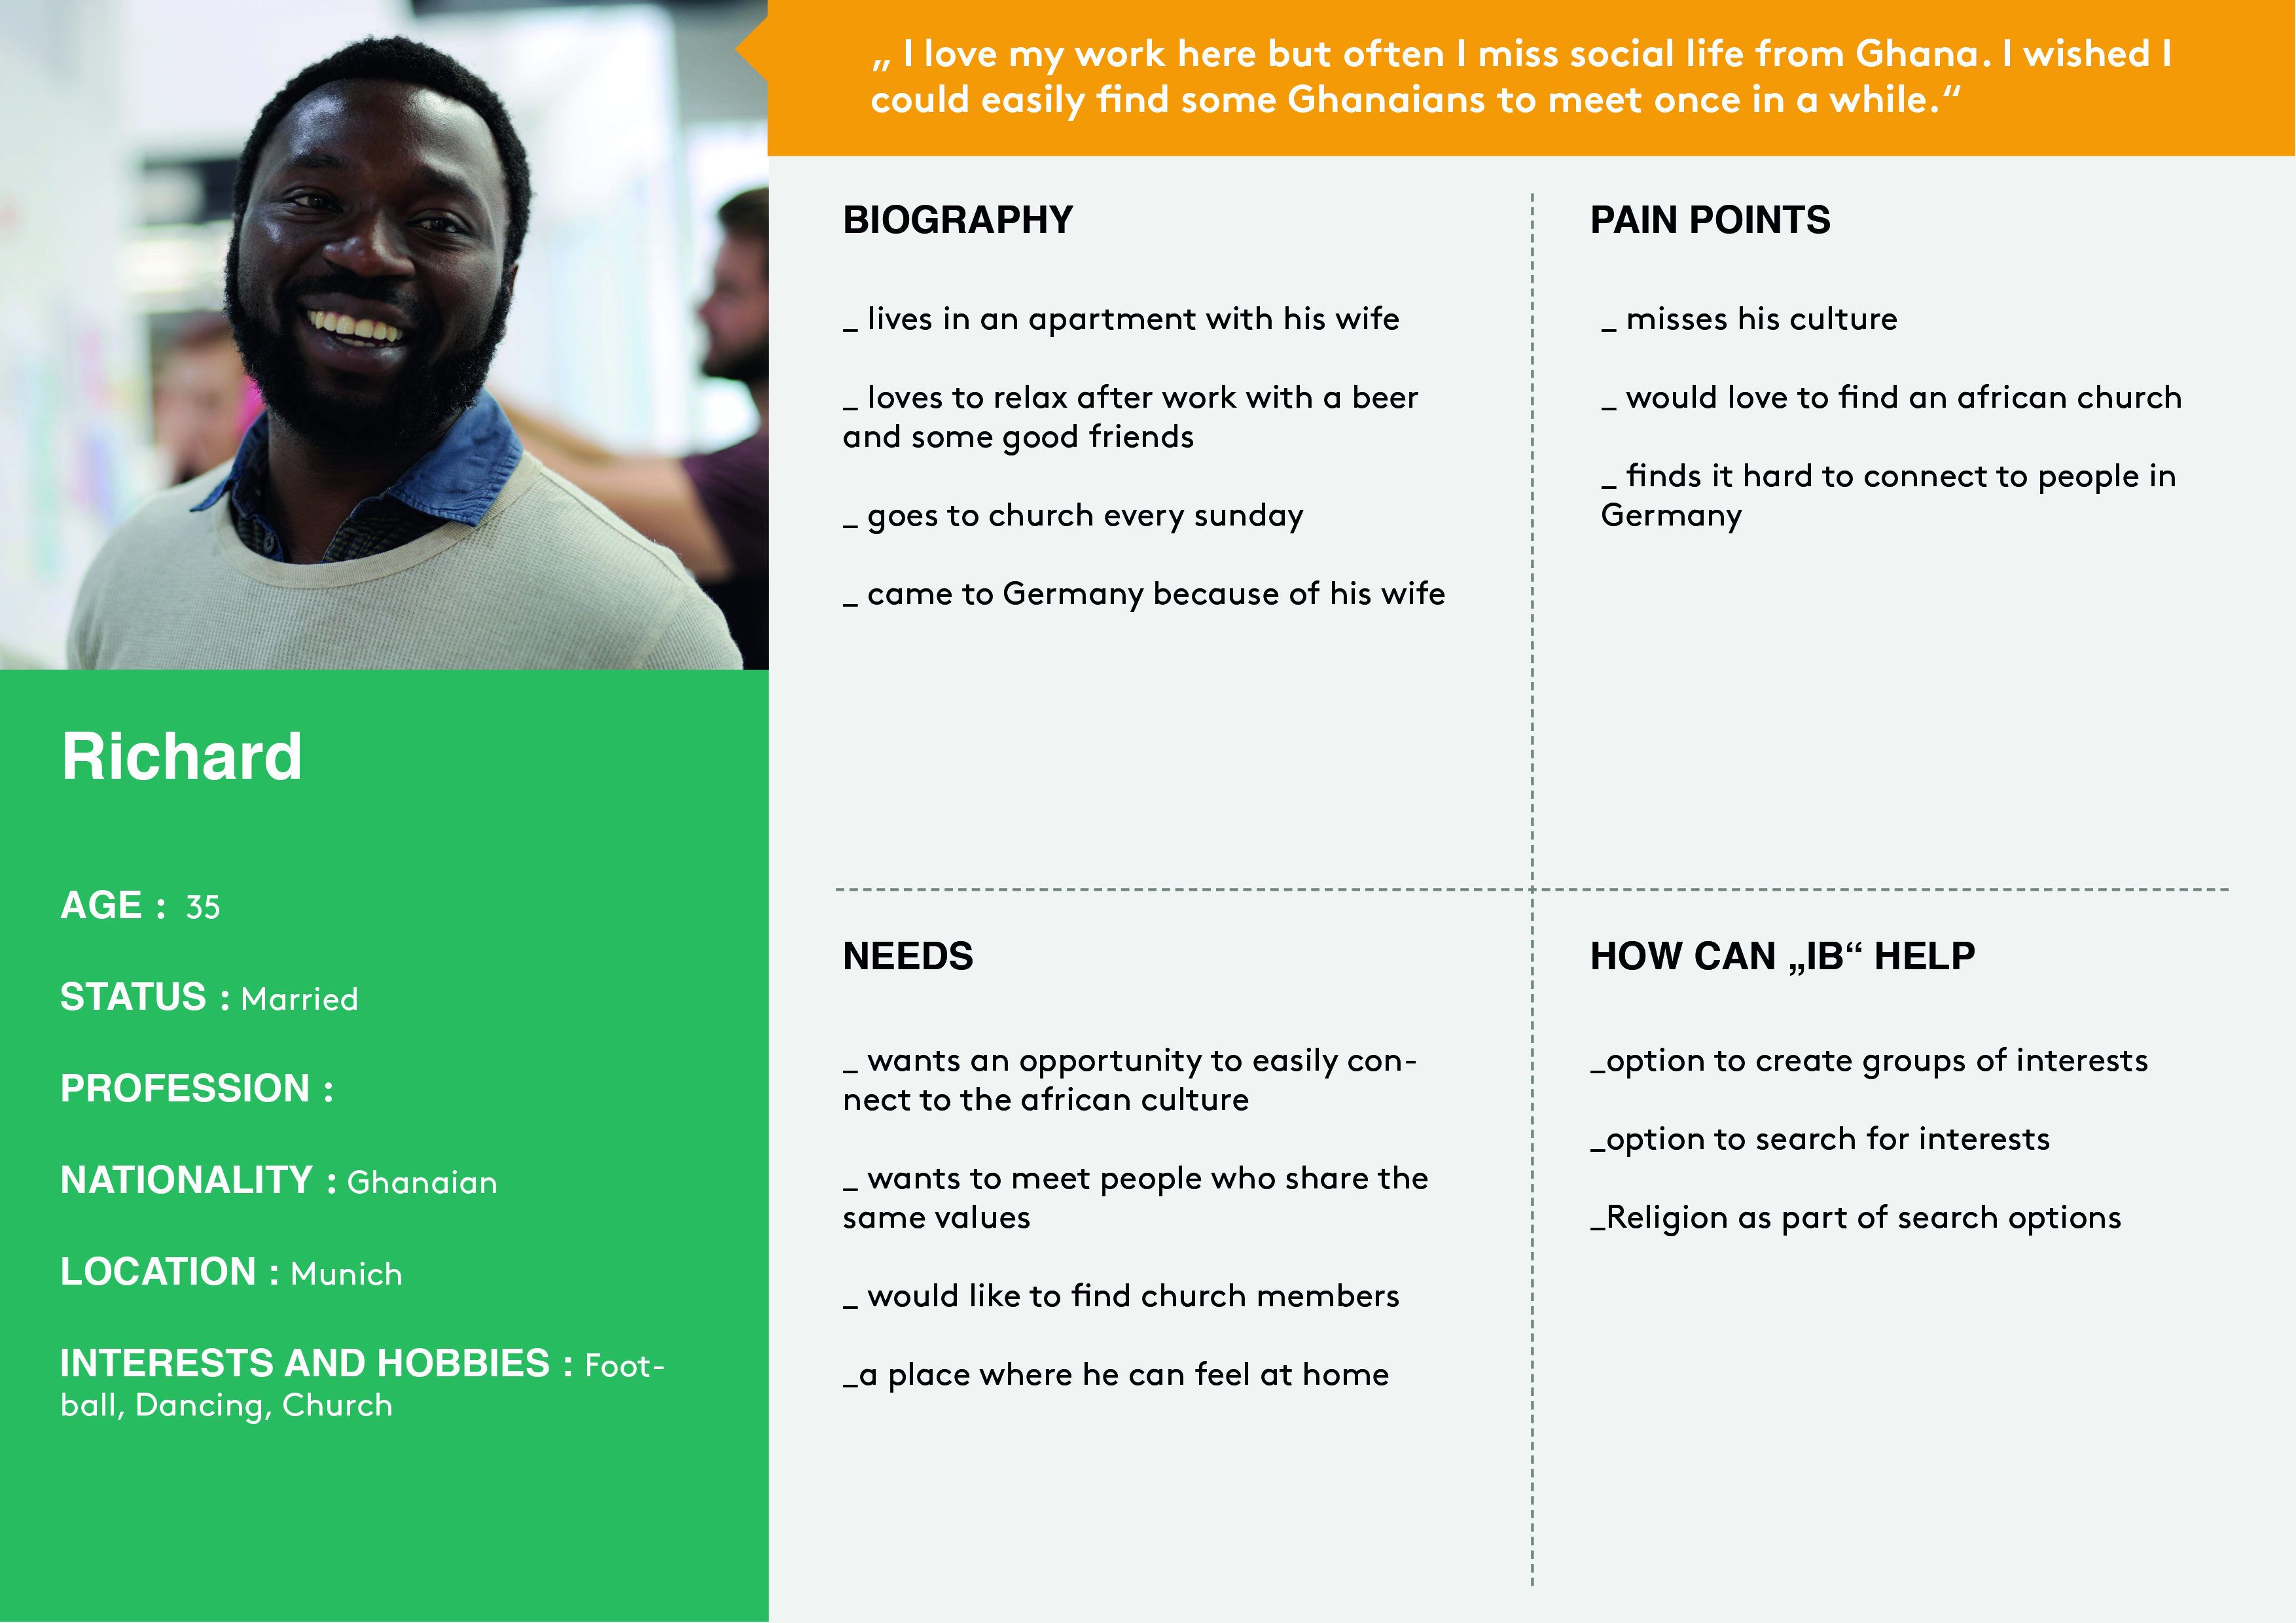 „ I love my work here but often I miss social life from Ghana. I wished I
could easily find some Ghanaians to meet once in a while.“
Richard
AGE : 35
STATUS : Married
PROFESSION :
NATIONALITY : Ghanaian
LOCATION : Munich
INTERESTS AND HOBBIES : Foot-
ball, Dancing, Church
BIOGRAPHY
_ lives in an apartment with his wife
_ loves to relax after work with a beer
and some good friends
_ goes to church every sunday
_ came to Germany because of his wife
PAIN POINTS
_ misses his culture
_ would love to find an african church
_ finds it hard to connect to people in
Germany
NEEDS
_ wants an opportunity to easily con-
nect to the african culture
_ wants to meet people who share the
same values
_ would like to find church members
_a place where he can feel at home
HOW CAN „IB“ HELP
_option to create groups of interests
_option to search for interests
_Religion as part of search options